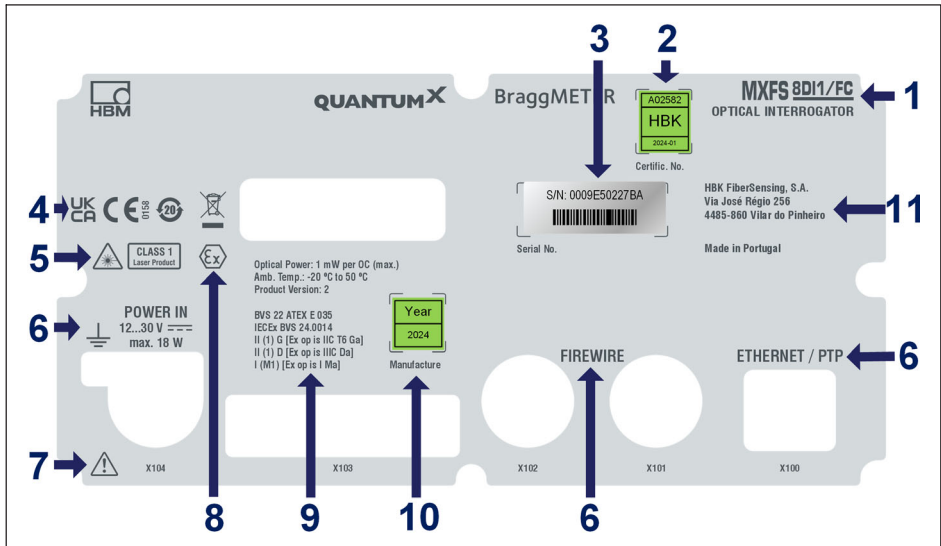 3
2
HBM
QUANTUMX
BraggMETER
MXFS 8DI1/FC
OPTICAL INTERROGATOR
1
A02582
HBK
2024-01
Certific. No.
4
UK
CA
CE
0158
20
S/N: 0009E50227BA
Serial No.
HBK FiberSensing, S.A.
Via José Régio 256
4485-860 Vilar do Pinheiro
Made in Portugal
11
5
CLASS 1
Laser Product
Ex
Optical Power: 1 mW per OC (max.)
Amb. Temp.: -20 ºC to 50 ºC
Product Version: 2
BVS 22 ATEX E 035
IECEx BVS 24.0014
II (1) G [Ex op is IIC T6 Ga]
II (1) D [Ex op is IIIC Da]
I (M1) [Ex op is I Ma]
Year
2024
Manufacture
6
POWER IN
12...30 V
max. 18 W
FIREWIRE
ETHERNET / PTP
6
7
X104
X103
X102
X101
X100
8
9
10
6